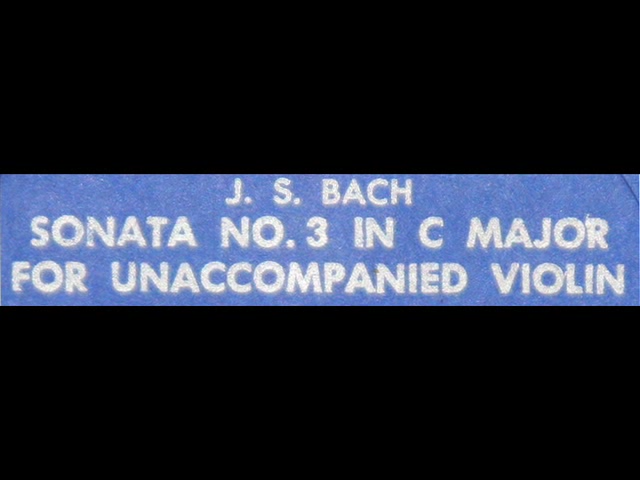 J. S. BACH
SONATA NO. 3 IN C MAJOR
FOR UNACCOMPANIED VIOLIN